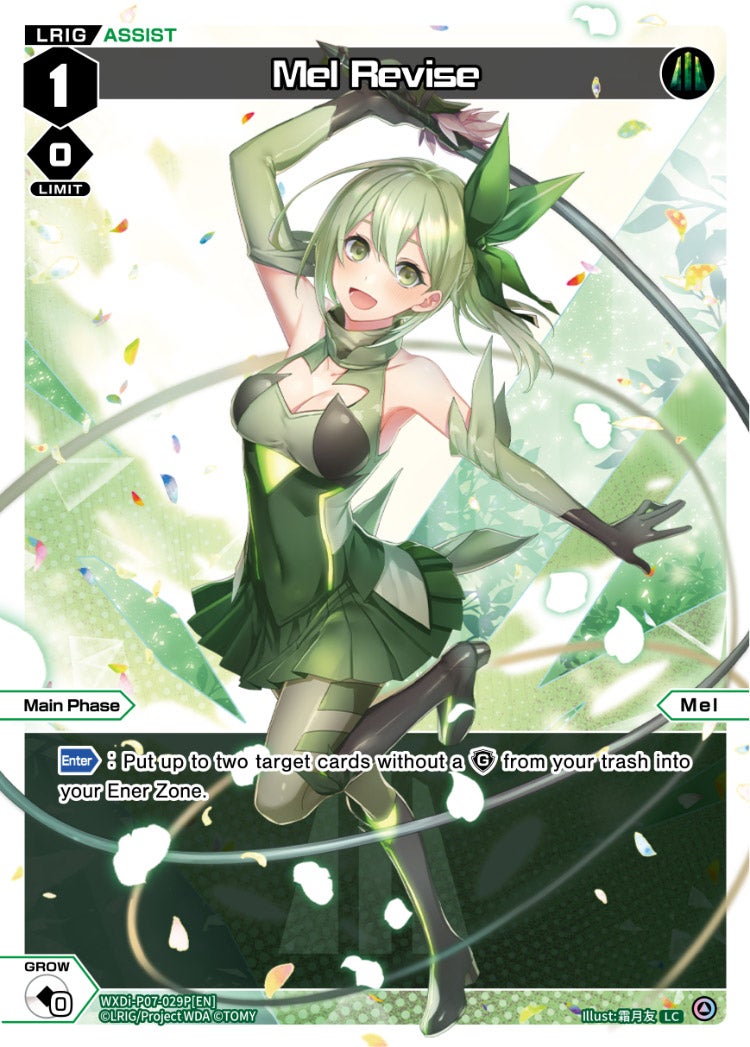 LRIG ASSIST
1
Mel Revise
0
LIMIT
Main Phase
Mel
Enter : Put up to two target cards without a G from your trash into
your Ener Zone.
GROW
0
WXDi-P07-029P[EN]
©LRIG/Project WDA ©TOMY
Illust:霜月友 LC